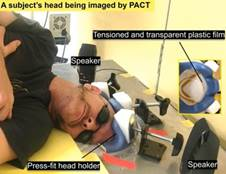 A subject's head being imaged by PACT
Tensioned and transparent plastic film
Speaker
Press-fit head holder
Speaker